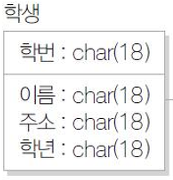 학생
학번 : char(18)
이름 : char(18)
주소 : char(18)
학년 : char(18)